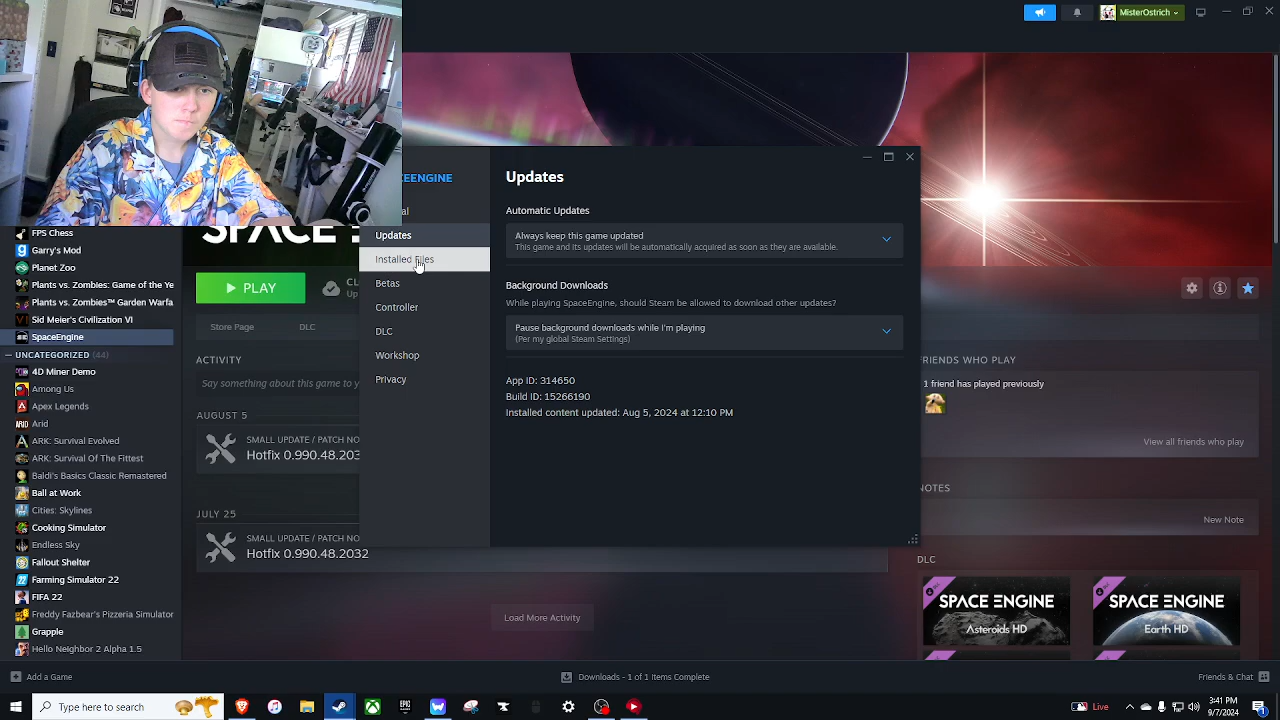 MisterOstrich
CEENGINE
Updates
Automatic Updates
al
Updates
Always keep this game updated
This game and its updates will be automatically acquired as soon as they are available.
Installed Files
Betas
Background Downloads
While playing SpaceEngine, should Steam be allowed to download other updates?
Controller
DLC
Pause background downloads while I'm playing
(Per my global Steam Settings)
Workshop
Privacy
App ID: 314650
Build ID: 15266190
Installed content updated: Aug 5, 2024 at 12:10 PM
FPS Chess
Garry's Mod
Planet Zoo
Plants vs. Zombies: Game of the Ye
Plants vs. Zombies™ Garden Warfa
Sid Meier's Civilization VI
SpaceEngine
UNCATEGORIZED (44)
4D Miner Demo
Among Us
Apex Legends
Arid
ARK: Survival Evolved
ARK: Survival Of The Fittest
Baldi's Basics Classic Remastered
Ball at Work
Cities: Skylines
Cooking Simulator
Endless Sky
Fallout Shelter
Farming Simulator 22
FIFA 22
Freddy Fazbear's Pizzeria Simulator
Grapple
Hello Neighbor 2 Alpha 1.5
SPACE E
PLAY
CL
Up
Store Page
DLC
ACTIVITY
Say something about this game to y
AUGUST 5
SMALL UPDATE / PATCH NO
Hotfix 0.990.48.203
JULY 25
SMALL UPDATE / PATCH NO
Hotfix 0.990.48.2032
Load More Activity
FRIENDS WHO PLAY
1 friend has played previously
View all friends who play
NOTES
New Note
DLC
SPACE ENGINE
Asteroids HD
SPACE ENGINE
Earth HD
Add a Game
Downloads - 1 of 1 Items Complete
Friends & Chat
Type here to search
Live
3:41 PM
9/7/2024